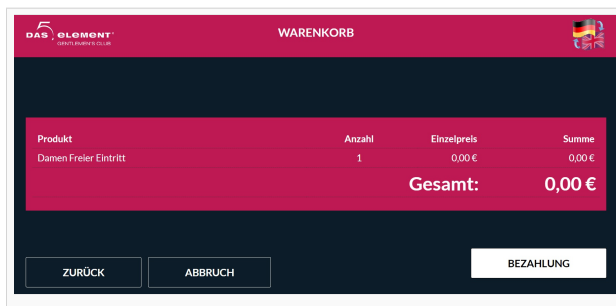 5
DAS ELEMENT
GENTLEMEN'S CLUB
WARENKORB
Produkt Anzahl Einzelpreis Summe
Damen Freier Eintritt 1 0,00 € 0,00 €
Gesamt: 0,00 €
ZURÜCK ABBRUCH BEZAHLUNG